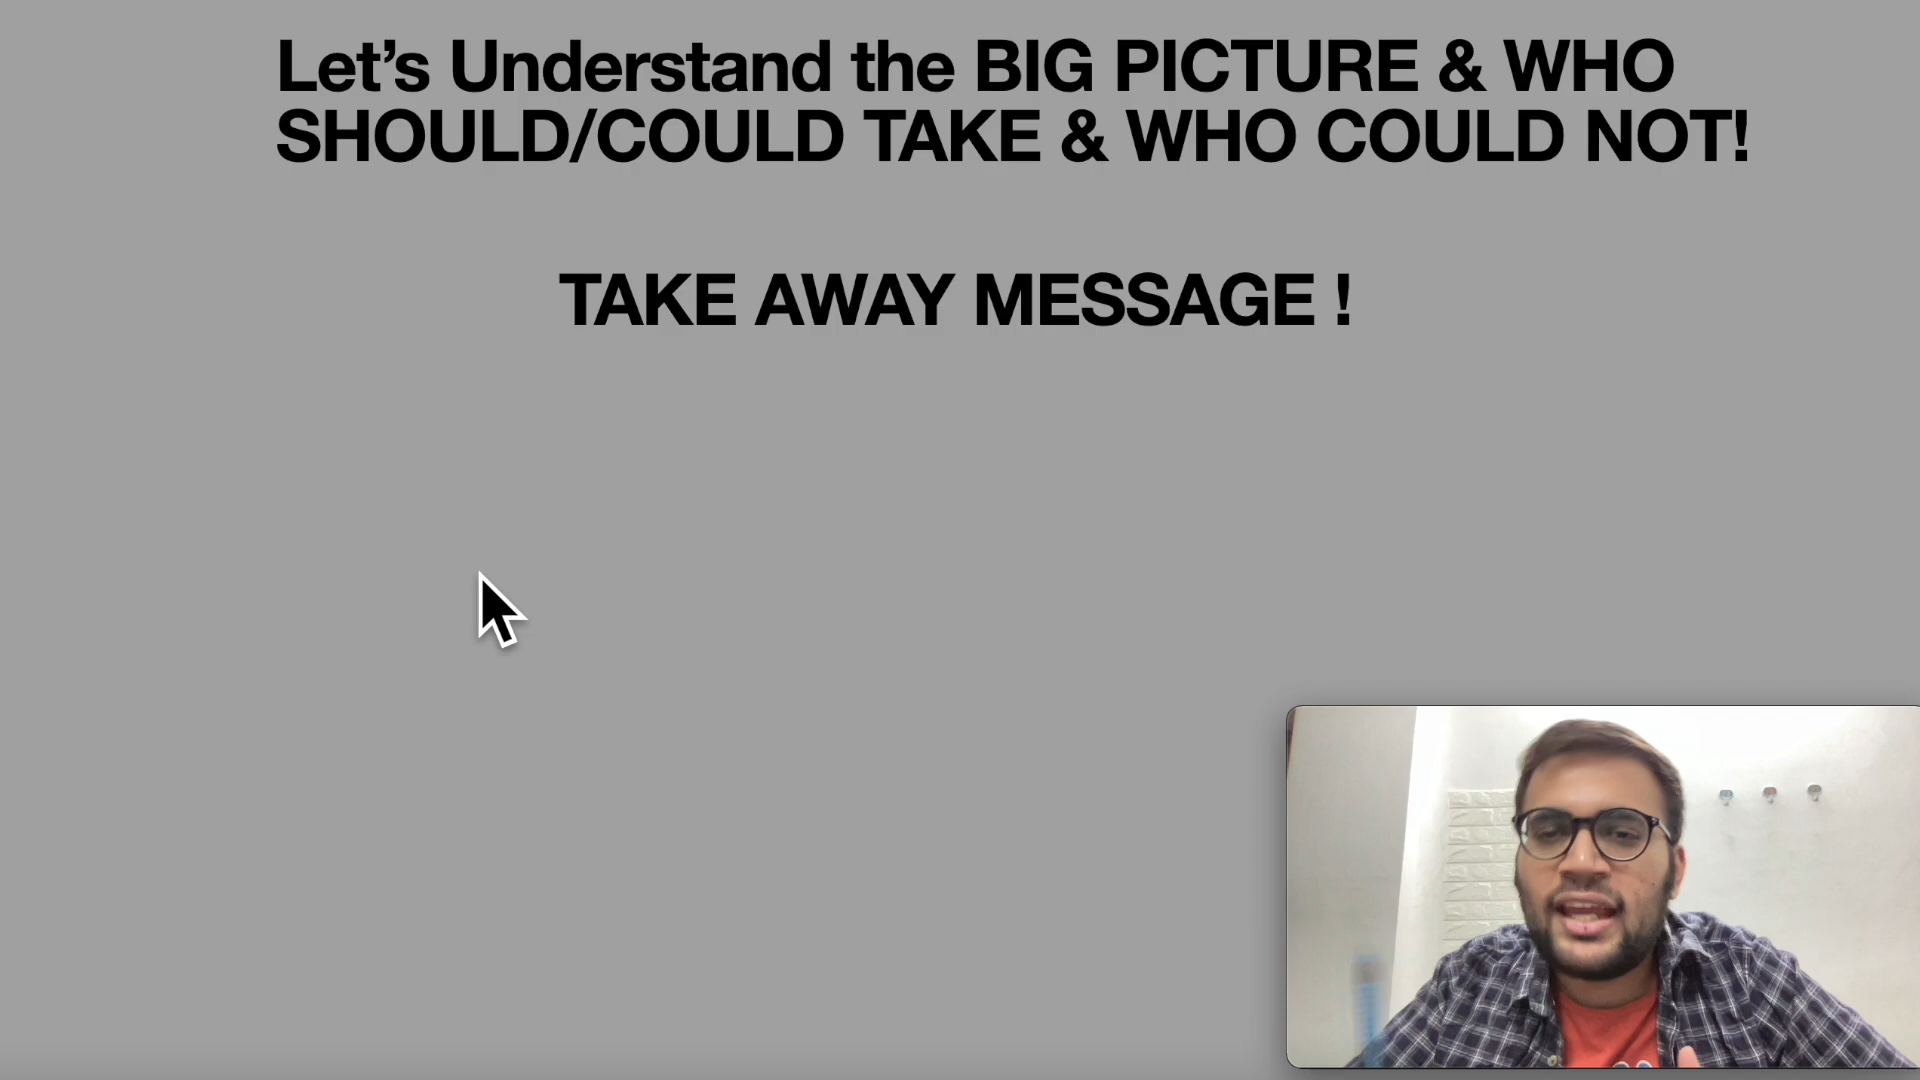 Let’s Understand the BIG PICTURE & WHO
SHOULD/COULD TAKE & WHO COULD NOT!
TAKE AWAY MESSAGE !